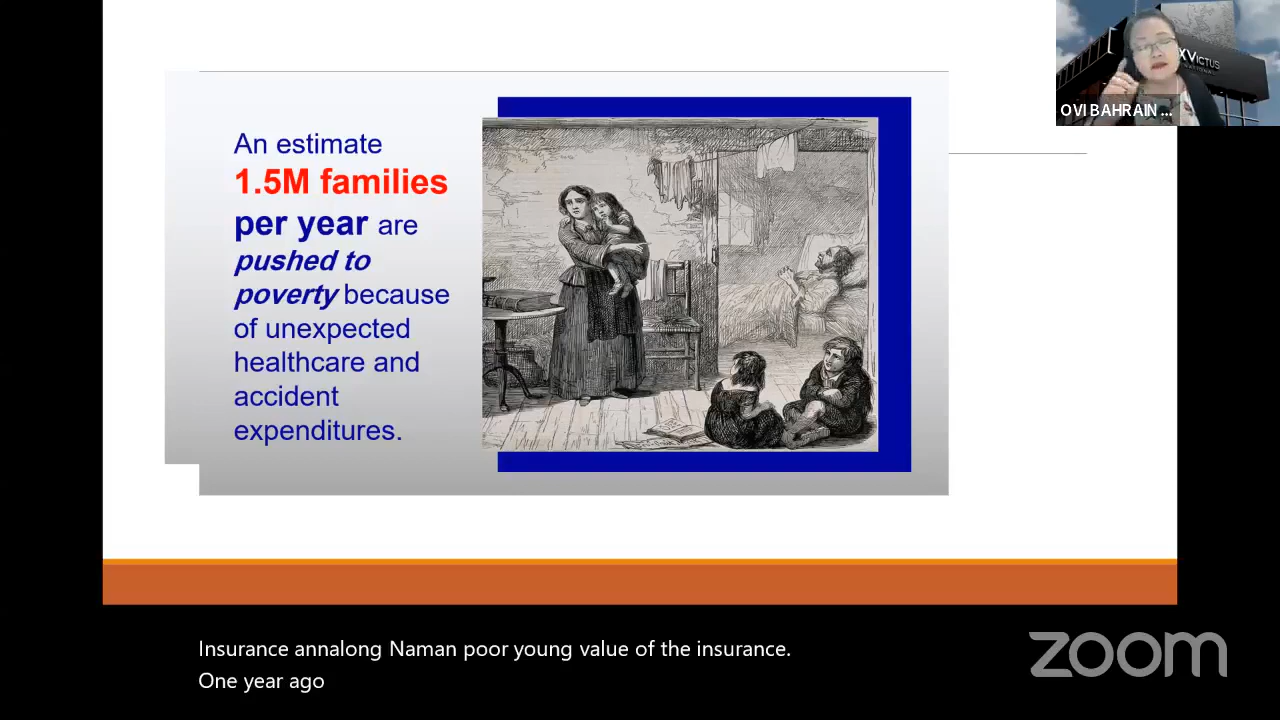 An estimate
1.5M families
per year are
pushed to
poverty because
of unexpected
healthcare and
accident
expenditures.
XVICTUS
OVI BAHRAIN ...
Insurance annalong Naman poor young value of the insurance.
One year ago
zoom